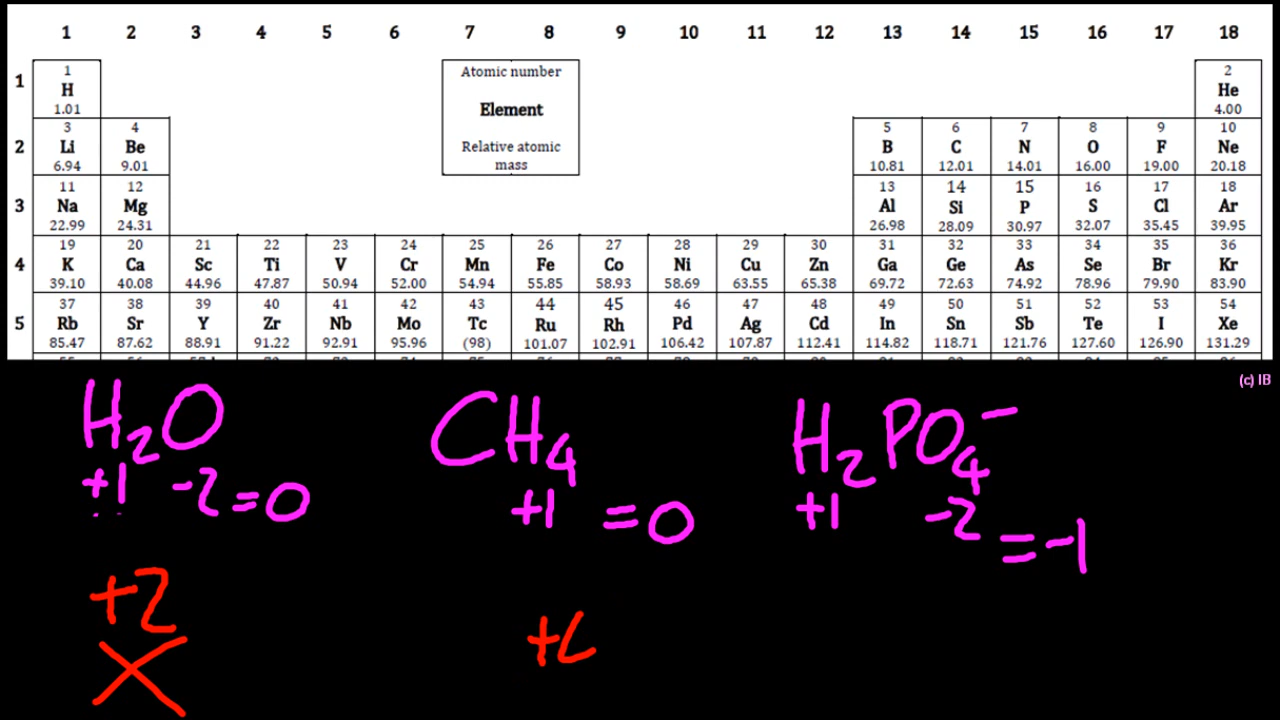 1 2 3 4 5 6 7 8 9 10 11 12 13 14 15 16 17 18
1 1 Atomic number 2
H Element He
1.01 4.00
3 4 5 6 7 8 9 10
2 Li Be Relative atomic B C N O F Ne
6.94 9.01 mass 10.81 12.01 14.01 16.00 19.00 20.18
11 12 13 14 15 16 17 18
3 Na Mg Al Si P S Cl Ar
22.99 24.31 26.98 28.09 30.97 32.07 35.45 39.95
19 20 21 22 23 24 25 26 27 28 29 30 31 32 33 34 35 36
4 K Ca Sc Ti V Cr Mn Fe Co Ni Cu Zn Ga Ge As Se Br Kr
39.10 40.08 44.96 47.87 50.94 52.00 54.94 55.85 58.93 58.69 63.55 65.38 69.72 72.63 74.92 78.96 79.90 83.90
37 38 39 40 41 42 43 44 45 46 47 48 49 50 51 52 53 54
5 Rb Sr Y Zr Nb Mo Tc Ru Rh Pd Ag Cd In Sn Sb Te I Xe
85.47 87.62 88.91 91.22 92.91 95.96 (98) 101.07 102.91 106.42 107.87 112.41 114.82 118.71 121.76 127.60 126.90 131.29
(c) IB
H₂O CH₄ H₂PO₄⁻
+1 -2 =0 +1 =0 +1 -2 =-1
+2